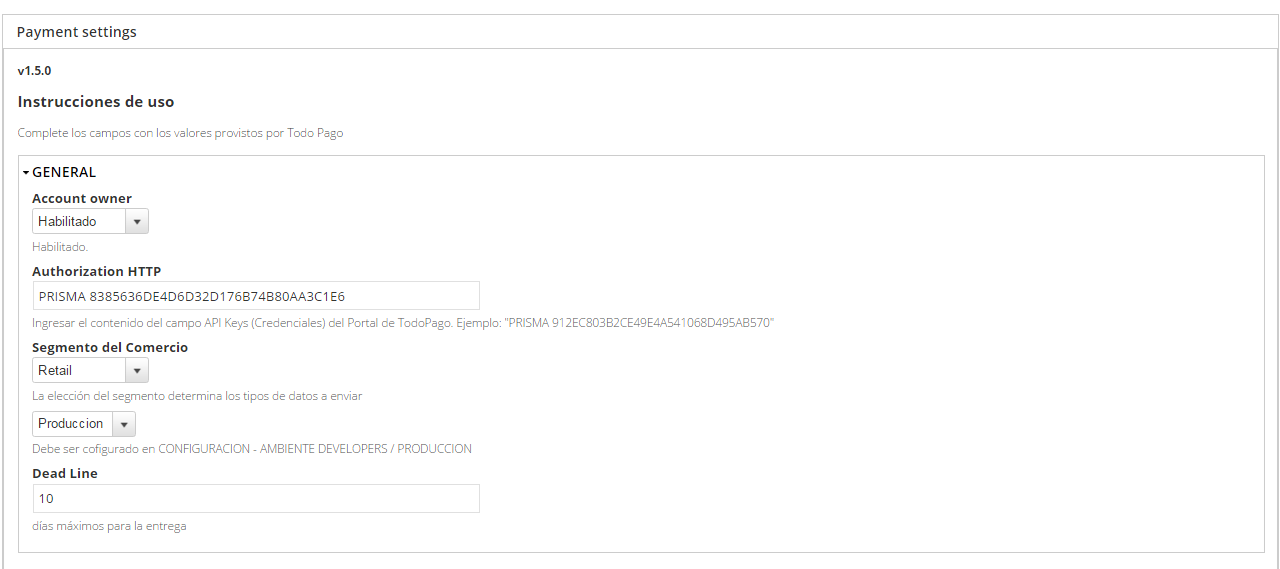 Payment settings
v1.5.0
Instrucciones de uso
Complete los campos con los valores provistos por Todo Pago
GENERAL
Account owner
Habilitado
Habilitado.
Authorization HTTP
PRISMA 8385636DE4D6D32D176B74B80AA3C1E6
Ingresar el contenido del campo API Keys (Credenciales) del Portal de TodoPago. Ejemplo: "PRISMA 912EC803B2CE49E4A541068D495AB570"
Segmento del Comercio
Retail
La elección del segmento determina los tipos de datos a enviar
Produccion
Debe ser cofigurado en CONFIGURACION - AMBIENTE DEVELOPERS / PRODUCCION
Dead Line
10
días máximos para la entrega